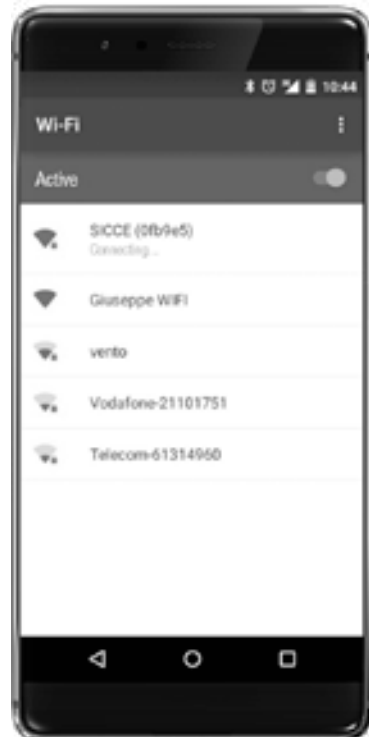 10:44
Wi-Fi
Active
SICCE (0fb9e5)
Connecting...
Giuseppe WIFI
vento
Vodafone-21101751
Telecom-61314960